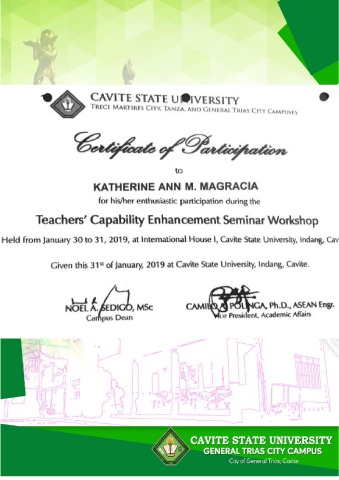 CAVITE STATE UNIVERSITY
TRECE MARTIRES CITY, TANZA, AND GENERAL TRIAS CITY CAMPUSES
Certificate of Participation
to
KATHERINE ANN M. MAGRACIA
for his/her enthusiastic participation during the
Teachers' Capability Enhancement Seminar Workshop
Held from January 30 to 31, 2019, at International House I, Cavite State University, Indang, Cav
Given this 31st of January, 2019 at Cavite State University, Indang, Cavite.
NOEL A. SEDIGO, MSc
Campus Dean
CAMILO A. POLINGA, Ph.D., ASEAN Engr.
Vice President, Academic Affairs
CAVITE STATE UNIVERSITY
GENERAL TRIAS CITY CAMPUS
City of General Trias, Cavite